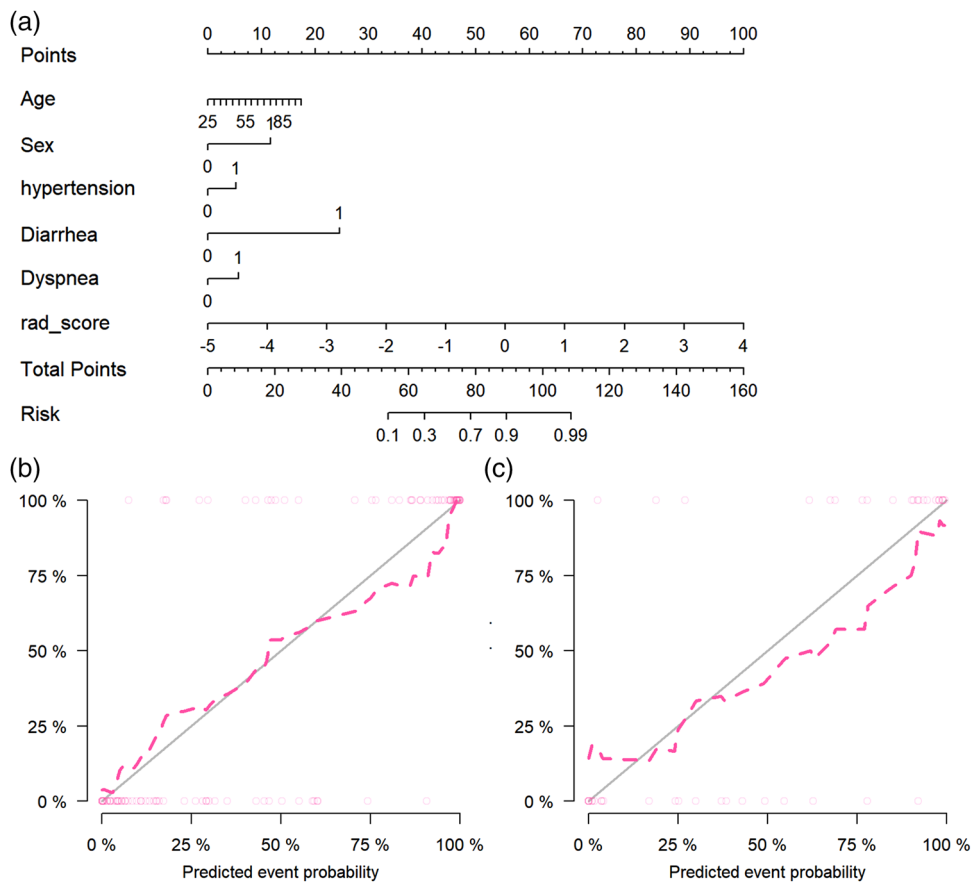 (a)
0 10 20 30 40 50 60 70 80 90 100
Points
Age
25 55 85
1
Sex
0
1
hypertension
0
1
Diarrhea
0
1
Dyspnea
0
rad_score
-5 -4 -3 -2 -1 0 1 2 3 4
Total Points
0 20 40 60 80 100 120 140 160
Risk
0.1 0.3 0.7 0.9 0.99
(b)
100 %
75 %
50 %
25 %
0 %
0 % 25 % 50 % 75 % 100 %
Predicted event probability
(c)
100 %
75 %
50 %
25 %
0 %
0 % 25 % 50 % 75 % 100 %
Predicted event probability